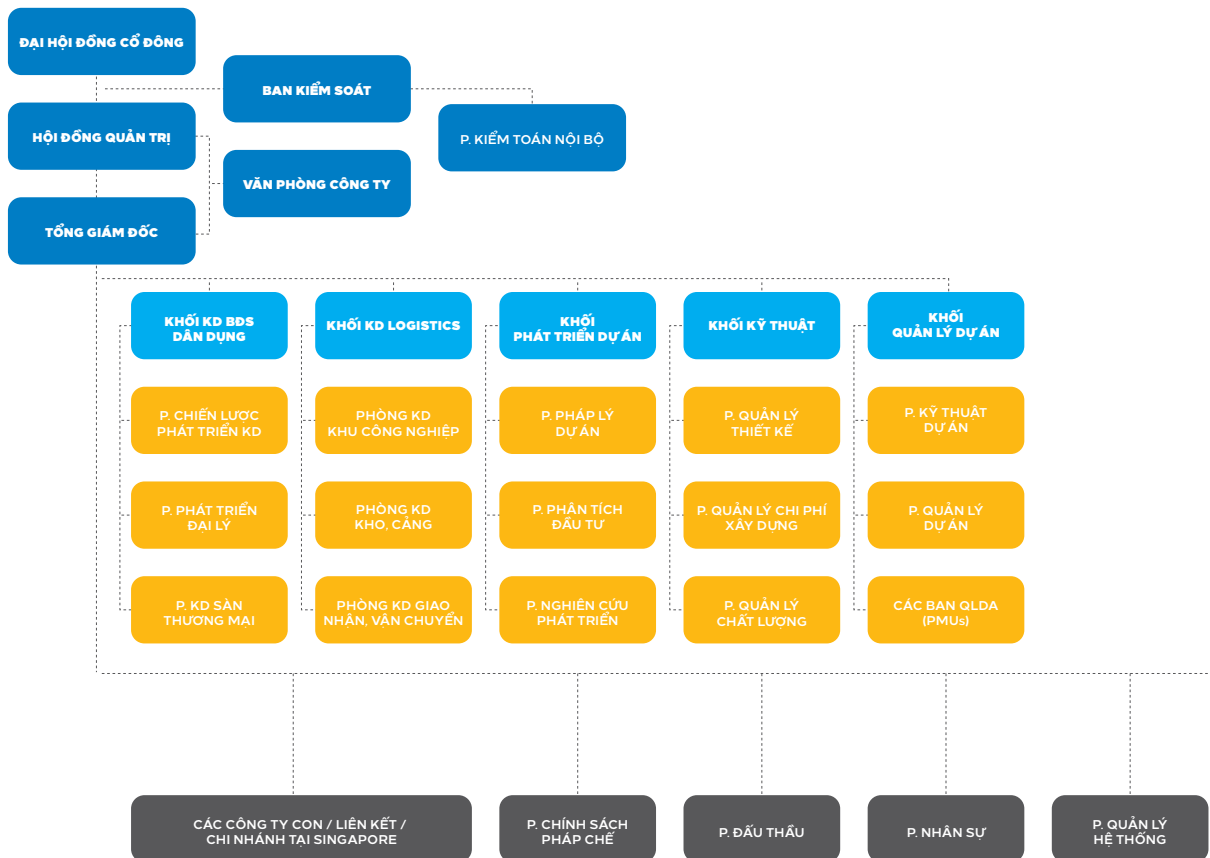 ĐẠI HỘI ĐỒNG CỔ ĐÔNG
BAN KIỂM SOÁT
HỘI ĐỒNG QUẢN TRỊ
P. KIỂM TOÁN NỘI BỘ
VĂN PHÒNG CÔNG TY
TỔNG GIÁM ĐỐC
KHỐI KD BĐS
DÂN DỤNG
KHỐI KD LOGISTICS
KHỐI
PHÁT TRIỂN DỰ ÁN
KHỐI KỸ THUẬT
KHỐI
QUẢN LÝ DỰ ÁN
P. CHIẾN LƯỢC
PHÁT TRIỂN KD
PHÒNG KD
KHU CÔNG NGHIỆP
P. PHÁP LÝ
DỰ ÁN
P. QUẢN LÝ
THIẾT KẾ
P. KỸ THUẬT
DỰ ÁN
P. PHÁT TRIỂN
ĐẠI LÝ
PHÒNG KD
KHO, CẢNG
P. PHÂN TÍCH
ĐẦU TƯ
P. QUẢN LÝ CHI PHÍ
XÂY DỰNG
P. QUẢN LÝ
DỰ ÁN
P. KD SÀN
THƯƠNG MẠI
PHÒNG KD GIAO
NHẬN, VẬN CHUYỂN
P. NGHIÊN CỨU
PHÁT TRIỂN
P. QUẢN LÝ
CHẤT LƯỢNG
CÁC BAN QLDA
(PMUs)
CÁC CÔNG TY CON / LIÊN KẾT /
CHI NHÁNH TẠI SINGAPORE
P. CHÍNH SÁCH
PHÁP CHẾ
P. ĐẤU THẦU
P. NHÂN SỰ
P. QUẢN LÝ
HỆ THỐNG